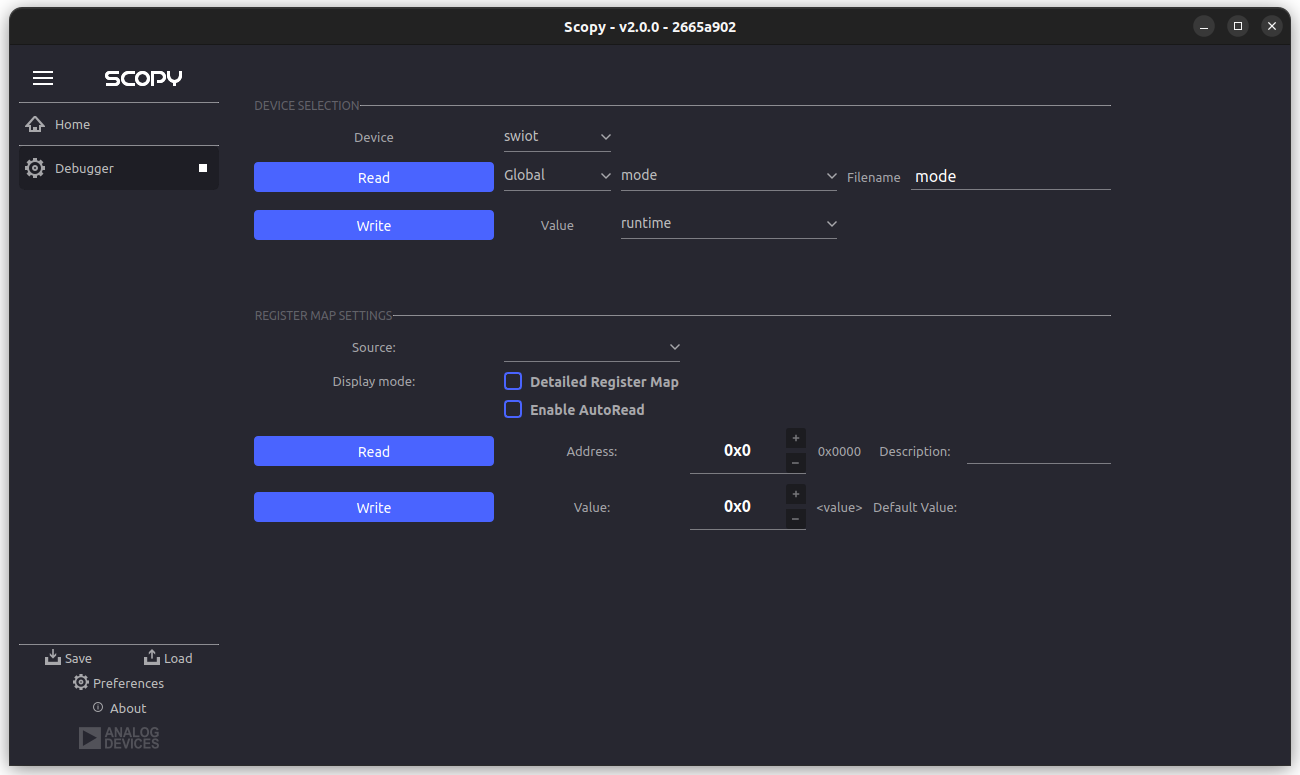 Scopy - v2.0.0 - 2665a902
SCOPY
Home
Debugger
DEVICE SELECTION
Device swiot
Read Global mode Filename mode
Write Value runtime
REGISTER MAP SETTINGS
Source:
Display mode: Detailed Register Map
Enable AutoRead
Read Address: 0x0 + - 0x0000 Description:
Write Value: 0x0 + - <value> Default Value:
Save Load
Preferences
About
ANALOG
DEVICES